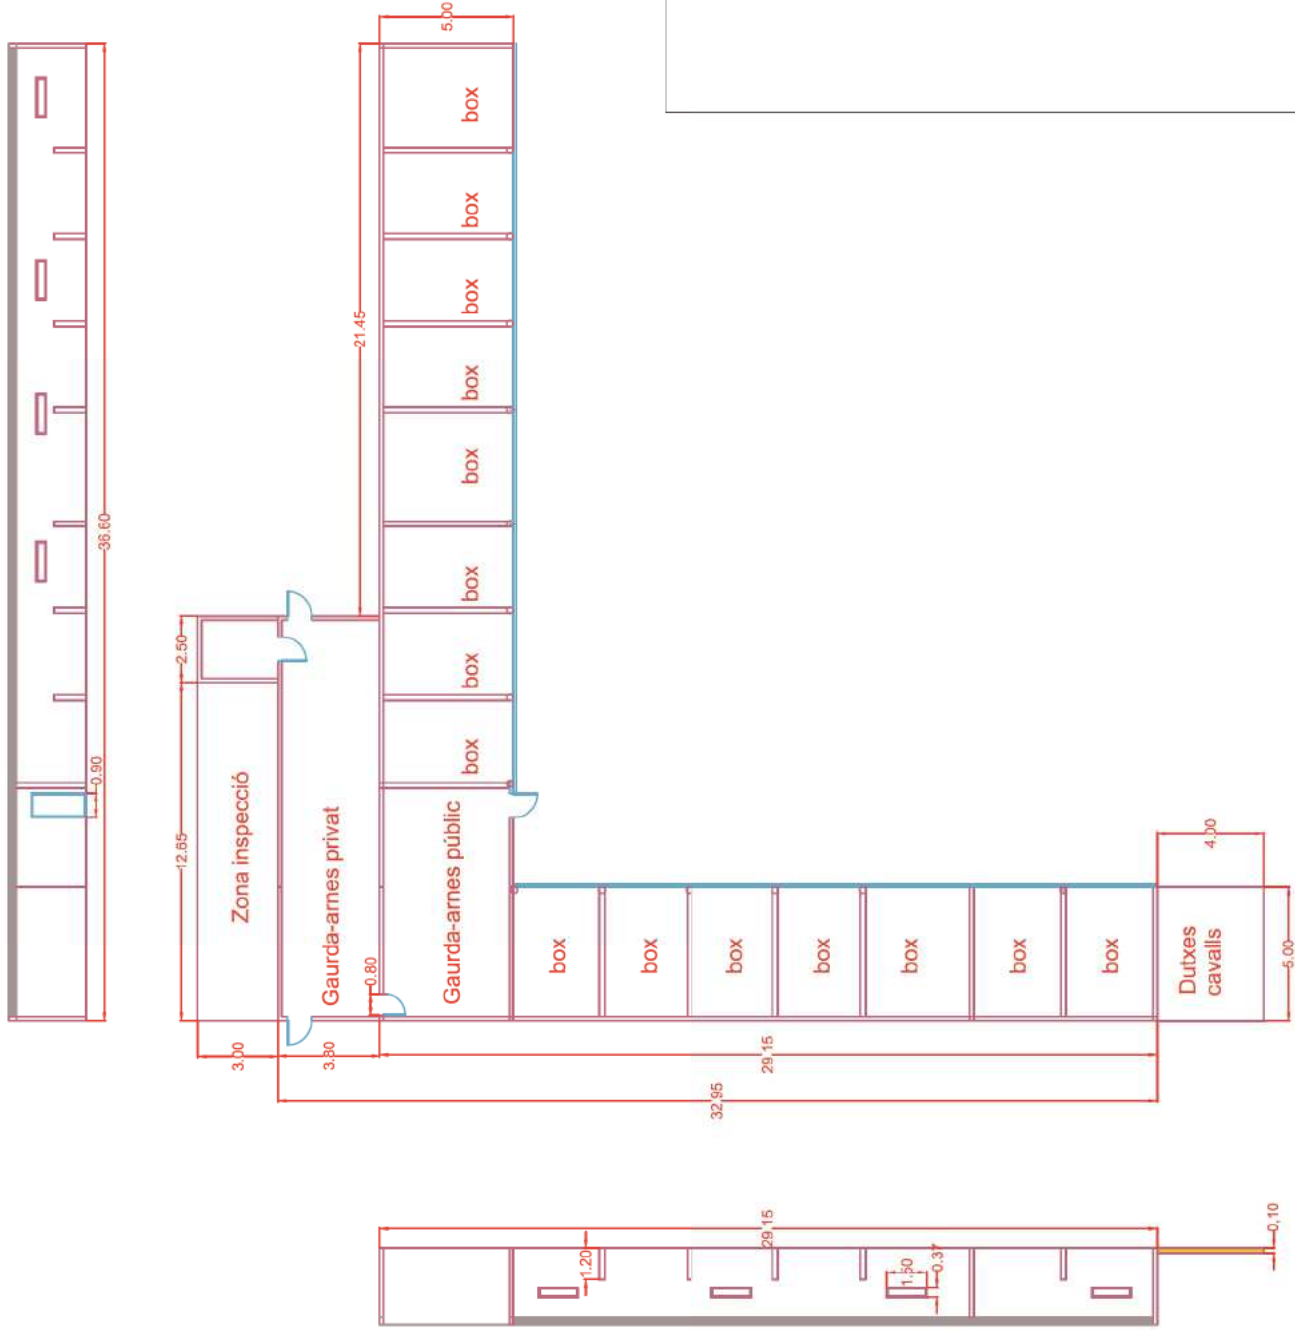 5.00
36.60
21.45
box
box
box
box
box
box
box
box
2.50
12.65
0.90
Zona inspecció
Gaurda-arnes privat
Gaurda-arnes públic
0.80
3.00
3.80
29.15
32.95
box
box
box
box
box
box
box
4.00
5.00
Dutxes
cavalls
29.15
1.20
1.50
0.37
0,10